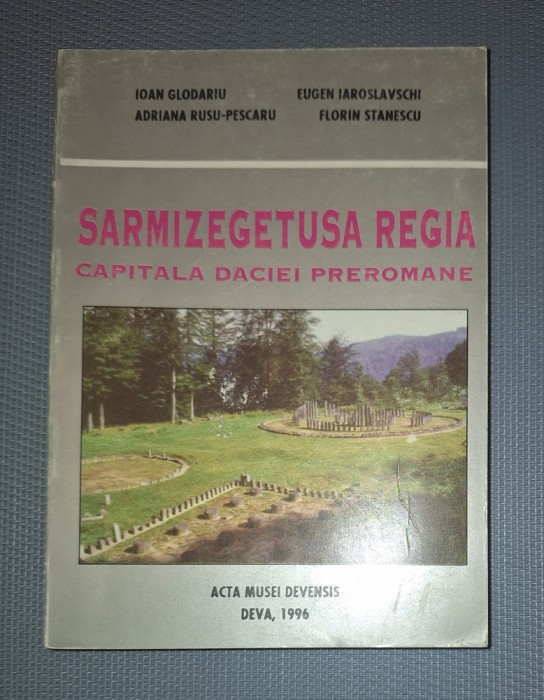 IOAN GLODARIU EUGEN IAROSLAVSCHI
ADRIANA RUSU-PESCARU FLORIN STANESCU
SARMIZEGETUSA REGIA
CAPITALA DACIEI PREROMANE
ACTA MUSEI DEVENSIS
DEVA, 1996